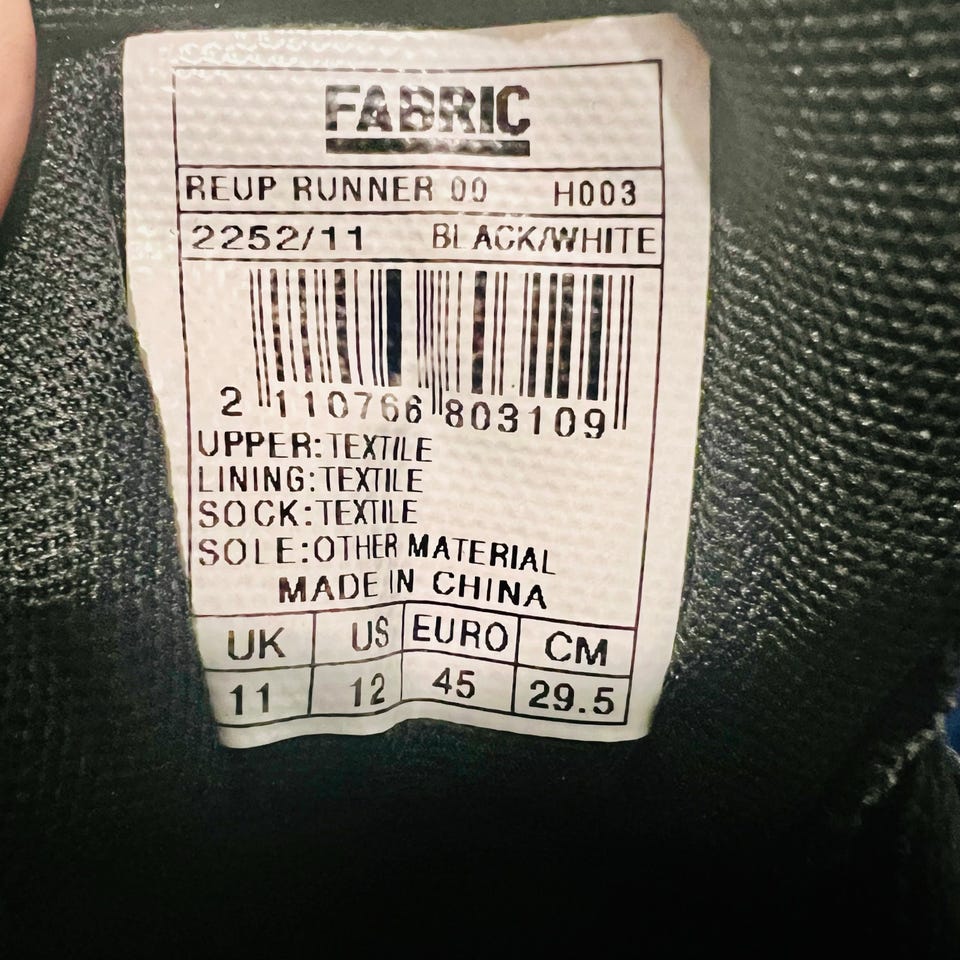 FABRIC
REUP RUNNER 00 H003
2252/11 BLACK/WHITE
2 110766 803109
UPPER:TEXTILE
LINING:TEXTILE
SOCK:TEXTILE
SOLE:OTHER MATERIAL
MADE IN CHINA
UK US EURO CM
11 12 45 29.5